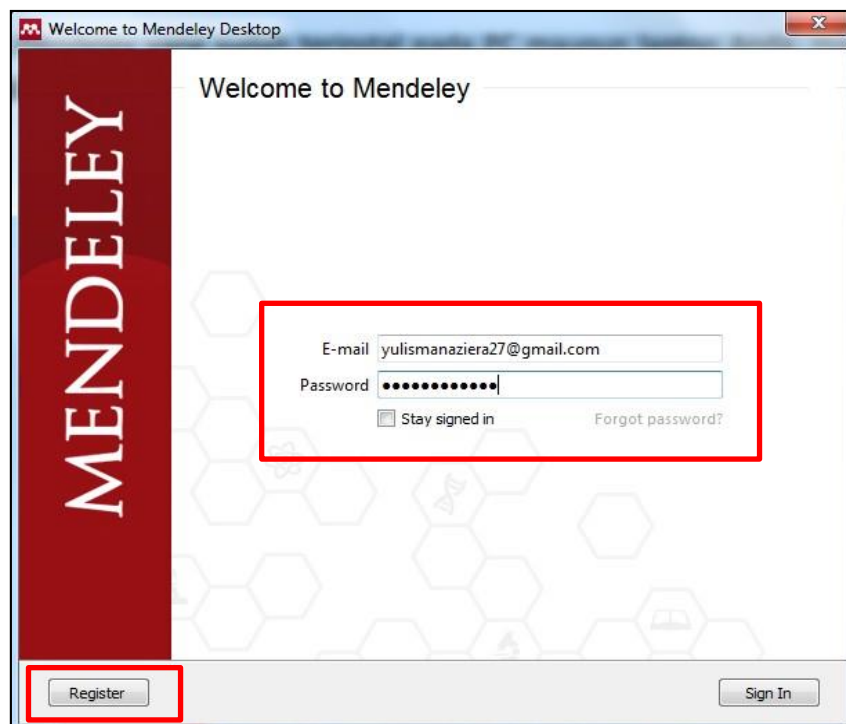 Welcome to Mendeley Desktop
Welcome to Mendeley
MENDELEY
E-mail yulismanaziera27@gmail.com
Password ••••••••••••
Stay signed in Forgot password?
Register Sign In